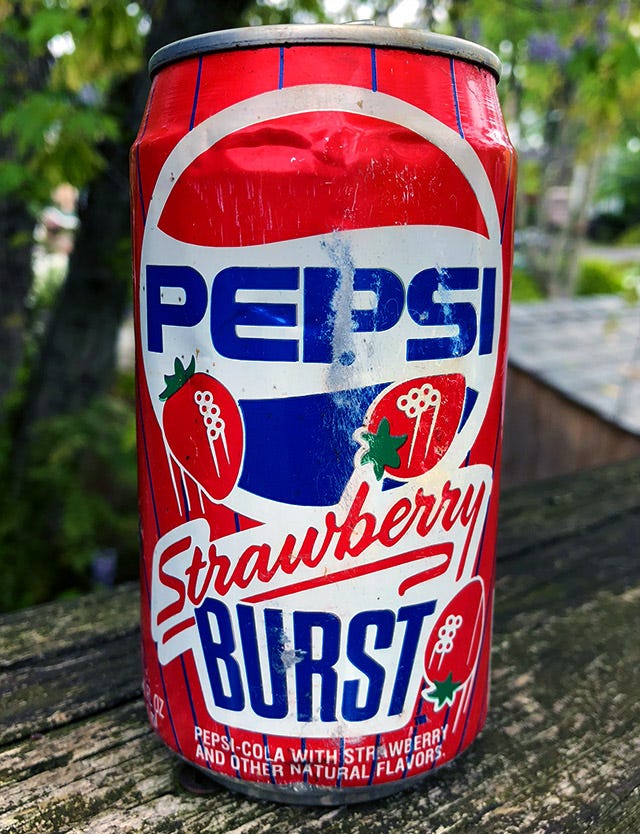 PEPSI
Strawberry
BURST
PEPSI-COLA WITH STRAWBERRY
AND OTHER NATURAL FLAVORS.